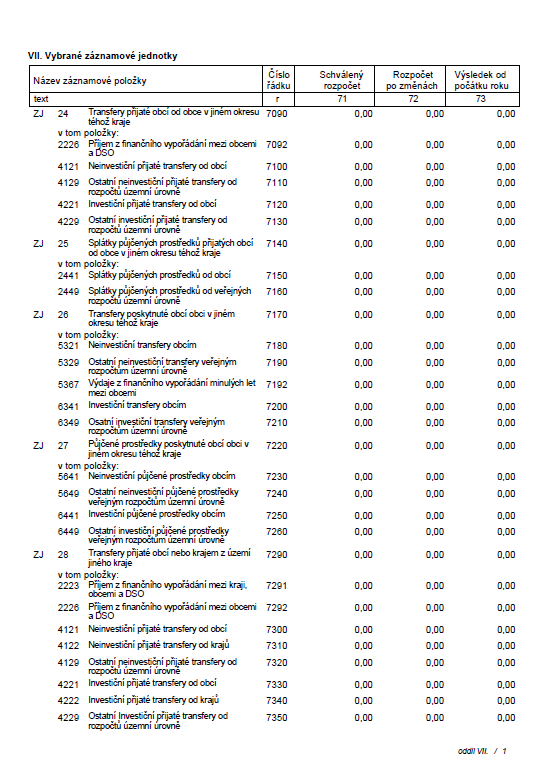 VII. Vybrané záznamové jednotky
Název záznamové položky Číslo řádku Schválený rozpočet Rozpočet po změnách Výsledek od počátku roku
text r 71 72 73
ZJ 24 Transfery přijaté obcí od obce v jiném okresu 7090 0,00 0,00 0,00
téhož kraje
v tom položky:
2226 Příjem z finančního vypořádání mezi obcemi 7092 0,00 0,00 0,00
a DSO
4121 Neinvestiční přijaté transfery od obcí 7100 0,00 0,00 0,00
4129 Ostatní neinvestiční přijaté transfery od 7110 0,00 0,00 0,00
rozpočtů územní úrovně
4221 Investiční přijaté transfery od obcí 7120 0,00 0,00 0,00
4229 Ostatní investiční přijaté transfery od 7130 0,00 0,00 0,00
rozpočtů územní úrovně
ZJ 25 Splátky půjčených prostředků přijatých obcí 7140 0,00 0,00 0,00
od obce v jiném okresu téhož kraje
v tom položky:
2441 Splátky půjčených prostředků od obcí 7150 0,00 0,00 0,00
2449 Splátky půjčených prostředků od veřejných 7160 0,00 0,00 0,00
rozpočtů územní úrovně
ZJ 26 Transfery poskytnuté obcí obci v jiném 7170 0,00 0,00 0,00
okresu téhož kraje
v tom položky:
5321 Neinvestiční transfery obcím 7180 0,00 0,00 0,00
5329 Ostatní neinvestiční transfery veřejným 7190 0,00 0,00 0,00
rozpočtům územní úrovně
5367 Výdaje z finančního vypořádání minulých let 7192 0,00 0,00 0,00
mezi obcemi
6341 Investiční transfery obcím 7200 0,00 0,00 0,00
6349 Osatní investiční transfery veřejným 7210 0,00 0,00 0,00
rozpočtům územní úrovně
ZJ 27 Půjčené prostředky poskytnuté obcí obci v 7220 0,00 0,00 0,00
jiném okresu téhož kraje
v tom položky:
5641 Neinvestiční půjčené prostředky obcím 7230 0,00 0,00 0,00
5649 Ostatní neinvestiční půjčené prostředky 7240 0,00 0,00 0,00
veřejným rozpočtům územní úrovně
6441 Investiční půjčené prostředky obcím 7250 0,00 0,00 0,00
6449 Ostatní investiční půjčené prostředky 7260 0,00 0,00 0,00
veřejným rozpočtům územní úrovně
ZJ 28 Transfery přijaté obcí nebo krajem z území 7290 0,00 0,00 0,00
jiného kraje
v tom položky:
2223 Příjem z finančního vypořádání mezi kraji, 7291 0,00 0,00 0,00
obcemi a DSO
2226 Příjem z finančního vypořádání mezi obcemi 7292 0,00 0,00 0,00
a DSO
4121 Neinvestiční přijaté transfery od obcí 7300 0,00 0,00 0,00
4122 Neinvestiční přijaté transfery od krajů 7310 0,00 0,00 0,00
4129 Ostatní neinvestiční přijaté transfery od 7320 0,00 0,00 0,00
rozpočtů územní úrovně
4221 Investiční přijaté transfery od obcí 7330 0,00 0,00 0,00
4222 Investiční přijaté transfery od krajů 7340 0,00 0,00 0,00
4229 Ostatní Investiční přijaté transfery od 7350 0,00 0,00 0,00
rozpočtů územní úrovně
oddíl VII. / 1